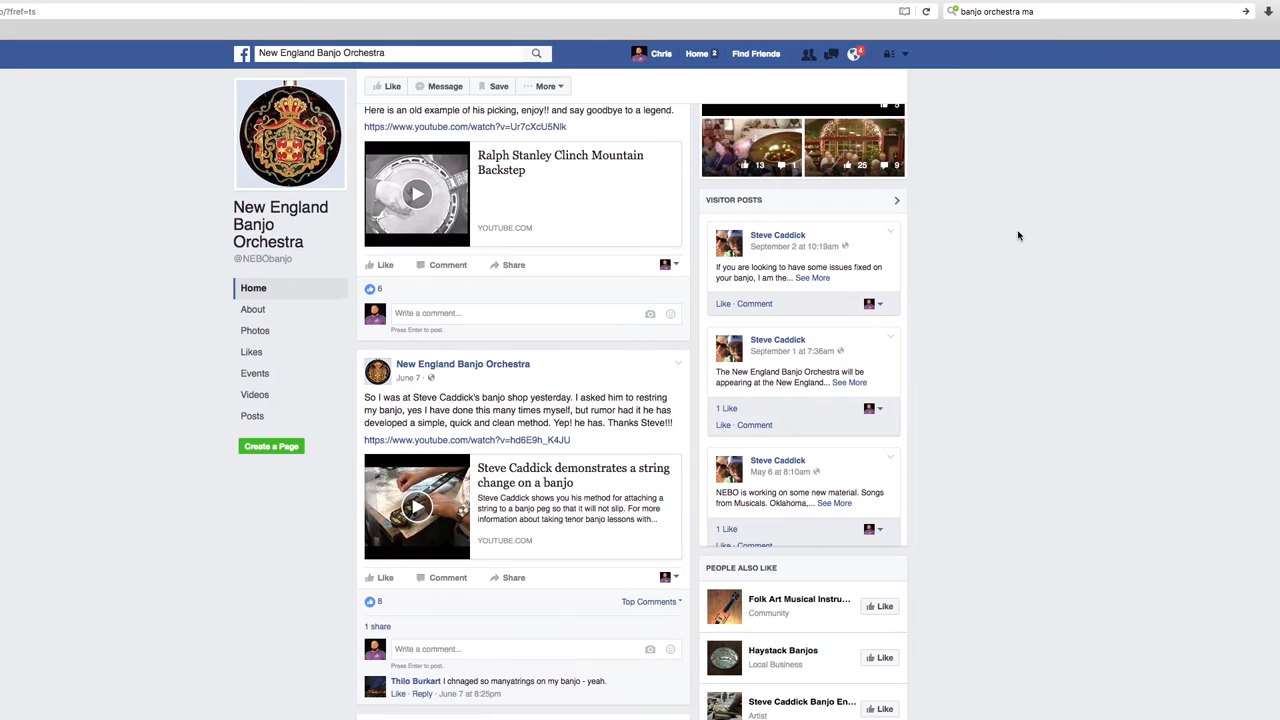 o/?fref=ts
banjo orchestra ma
New England Banjo Orchestra
Chris
Home 2
Find Friends
4
Like
Message
Save
More
Here is an old example of his picking, enjoy!! and say goodbye to a legend.
https://www.youtube.com/watch?v=Ur7cXcU5Nlk
Ralph Stanley Clinch Mountain
Backstep
YOUTUBE.COM
Like
Comment
Share
6
Write a comment...
Press Enter to post.
New England
Banjo
Orchestra
@NEBObanjo
Home
About
Photos
Likes
Events
Videos
Posts
Create a Page
New England Banjo Orchestra
June 7 ·
So I was at Steve Caddick's banjo shop yesterday. I asked him to restring
my banjo, yes I have done this many times myself, but rumor had it he has
developed a simple, quick and clean method. Yep! he has. Thanks Steve!!!
https://www.youtube.com/watch?v=hd6E9h_K4JU
Steve Caddick demonstrates a string
change on a banjo
Steve Caddick shows you his method for attaching a
string to a banjo peg so that it will not slip. For more
information about taking tenor banjo lessons with...
YOUTUBE.COM
Like
Comment
Share
8
Top Comments
1 share
Write a comment...
Press Enter to post.
Thilo Burkart I chnaged so manyatrings on my banjo - yeah.
Like · Reply · June 7 at 8:25pm
5
13
1
25
9
VISITOR POSTS
Steve Caddick
September 2 at 10:19am
If you are looking to have some issues fixed on
your banjo, I am the... See More
Like · Comment
Steve Caddick
September 1 at 7:36am
The New England Banjo Orchestra will be
appearing at the New England... See More
1 Like
Like · Comment
Steve Caddick
May 6 at 8:10am
NEBO is working on some new material. Songs
from Musicals. Oklahoma,... See More
1 Like
Like · Comment
PEOPLE ALSO LIKE
Folk Art Musical Instru...
Community
Like
Haystack Banjos
Local Business
Like
Steve Caddick Banjo En...
Artist
Like